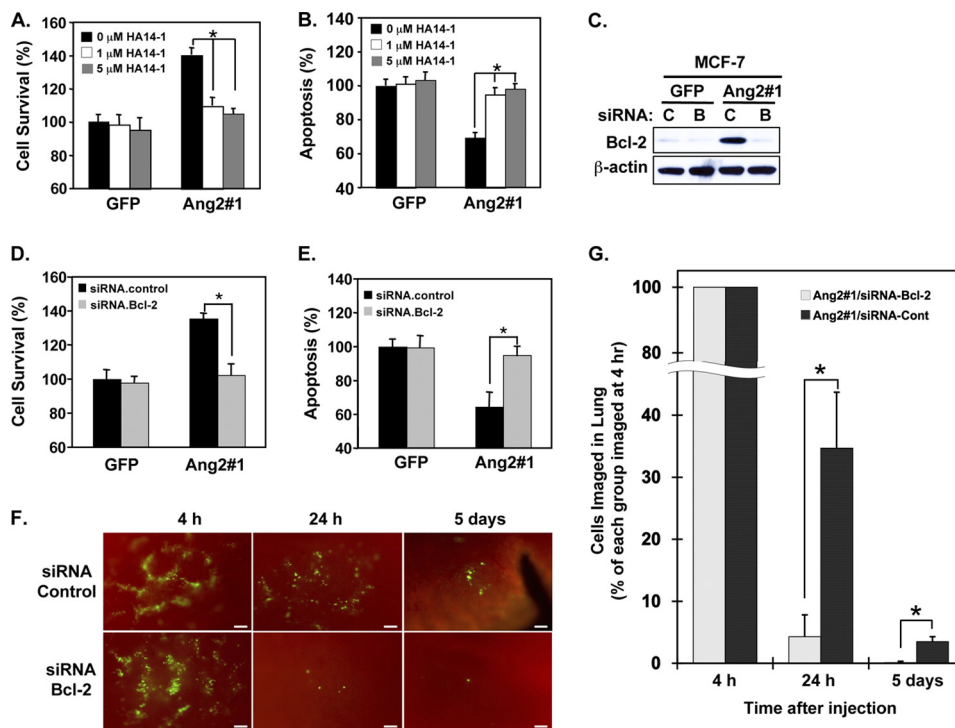 A.
160
140
120
100
80
60
Cell Survival (%)
0 μM HA14-1
1 μM HA14-1
5 μM HA14-1
*
GFP Ang2#1
B.
140
120
100
80
60
40
Apoptosis (%)
0 μM HA14-1
1 μM HA14-1
5 μM HA14-1
*
GFP Ang2#1
C.
MCF-7
GFP Ang2#1
siRNA: C B C B
Bcl-2
β-actin
D.
160
140
120
100
80
60
Cell Survival (%)
siRNA.control
siRNA.Bcl-2
*
GFP Ang2#1
E.
140
120
100
80
60
40
Apoptosis (%)
siRNA.control
siRNA.Bcl-2
*
GFP Ang2#1
F.
4 h 24 h 5 days
siRNA
Control
siRNA
Bcl-2
G.
Cells Imaged in Lung
(% of each group imaged at 4 hr)
100
80
40
30
20
10
0
Ang2#1/siRNA-Bcl-2
Ang2#1/siRNA-Cont
*
*
4 h 24 h 5 days
Time after injection